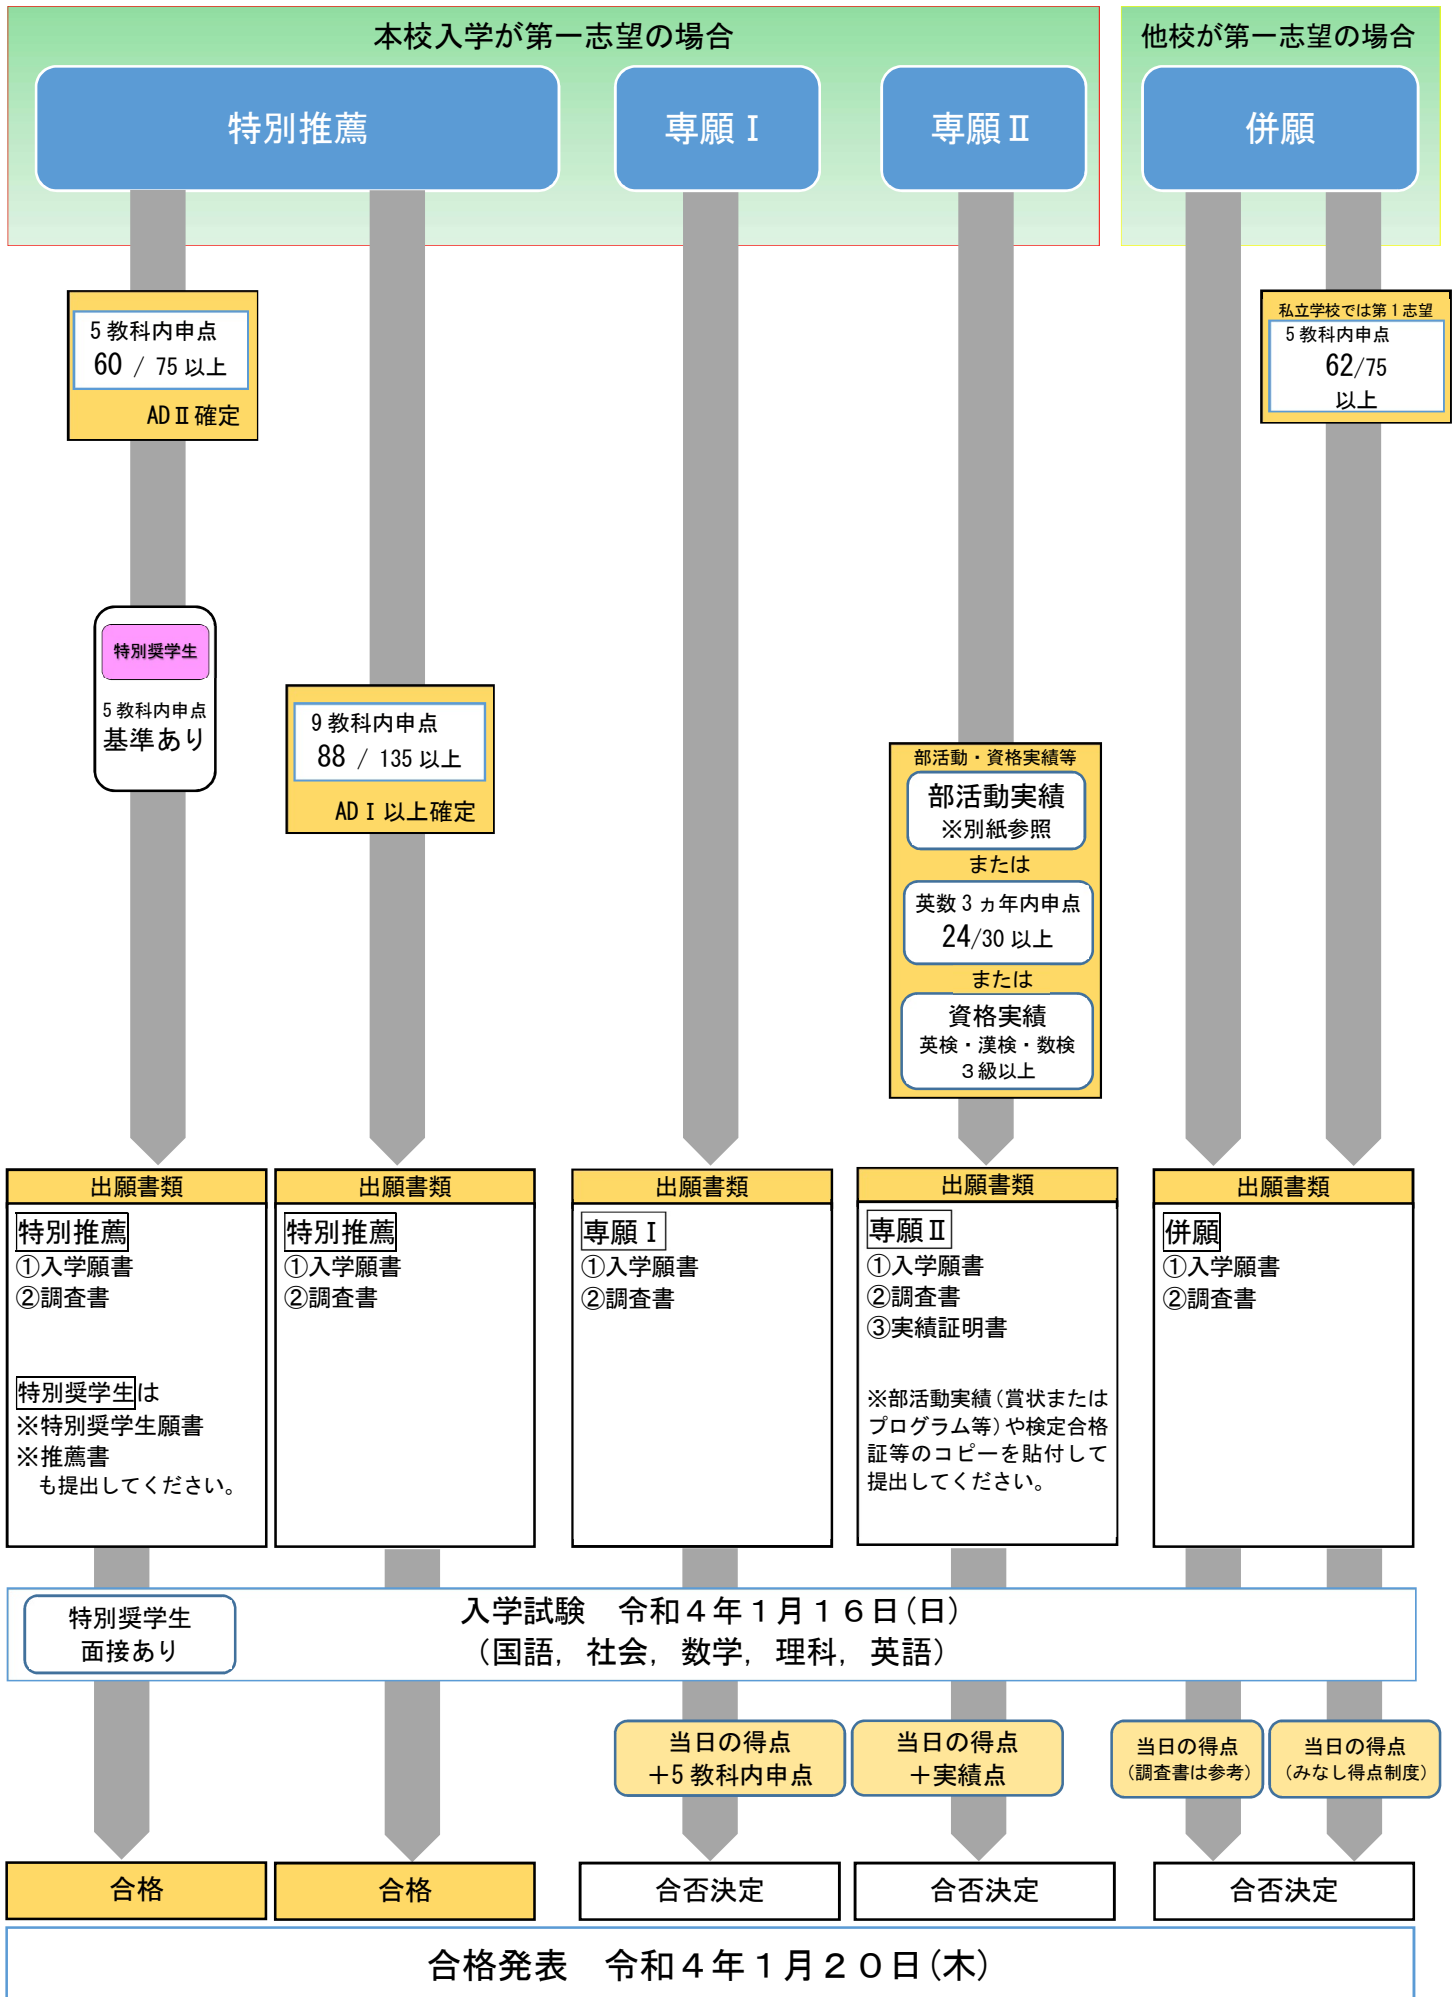 本校入学が第一志望の場合
他校が第一志望の場合
特別推薦
専願Ⅰ
専願Ⅱ
併願
5教科内申点
60 / 75以上
ADⅡ確定
私立学校では第1志望
5教科内申点
62/75
以上
特別奨学生
5教科内申点
基準あり
9教科内申点
88 / 135以上
ADⅠ以上確定
部活動・資格実績等
部活動実績
※別紙参照
または
英数3ヵ年内申点
24/30以上
または
資格実績
英検・漢検・数検
3級以上
出願書類
特別推薦
①入学願書
②調査書
特別奨学生は
※特別奨学生願書
※推薦書
も提出してください。
出願書類
特別推薦
①入学願書
②調査書
出願書類
専願Ⅰ
①入学願書
②調査書
出願書類
専願Ⅱ
①入学願書
②調査書
③実績証明書
※部活動実績(賞状または
プログラム等)や検定合格
証等のコピーを貼付して
提出してください。
出願書類
併願
①入学願書
②調査書
特別奨学生
面接あり
入学試験　令和4年1月16日(日)
(国語, 社会, 数学, 理科, 英語)
当日の得点
+5教科内申点
当日の得点
+実績点
当日の得点
(調査書は参考)
当日の得点
(みなし得点制度)
合格
合格
合否決定
合否決定
合否決定
合格発表　令和4年1月20日(木)